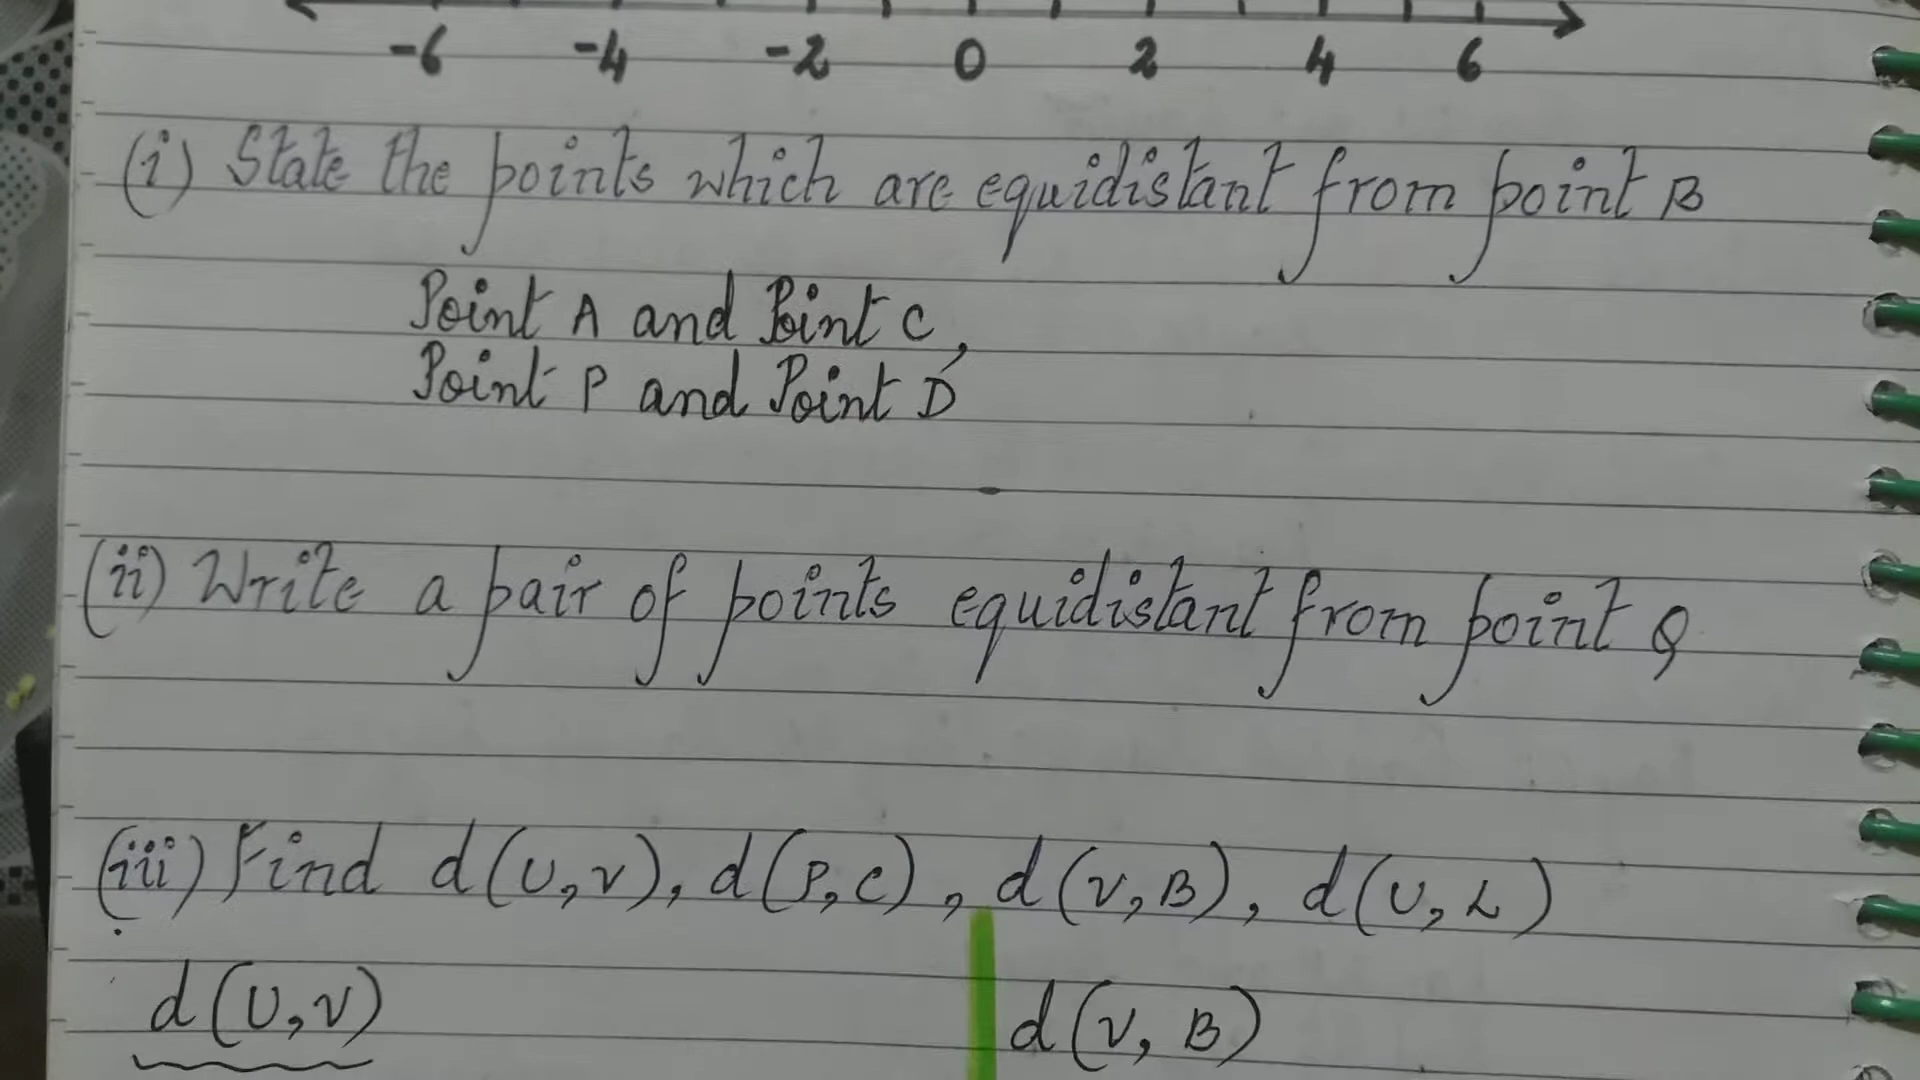 -6 -4 -2 0 2 4 6
(i) State the points which are equidistant from point B
Point A and Point C,
Point P and Point D
(ii) Write a pair of points equidistant from point Q
(iii) Find d(U,V), d(P,C), d(V,B), d(U,L)
d(U,V)
d(V, B)